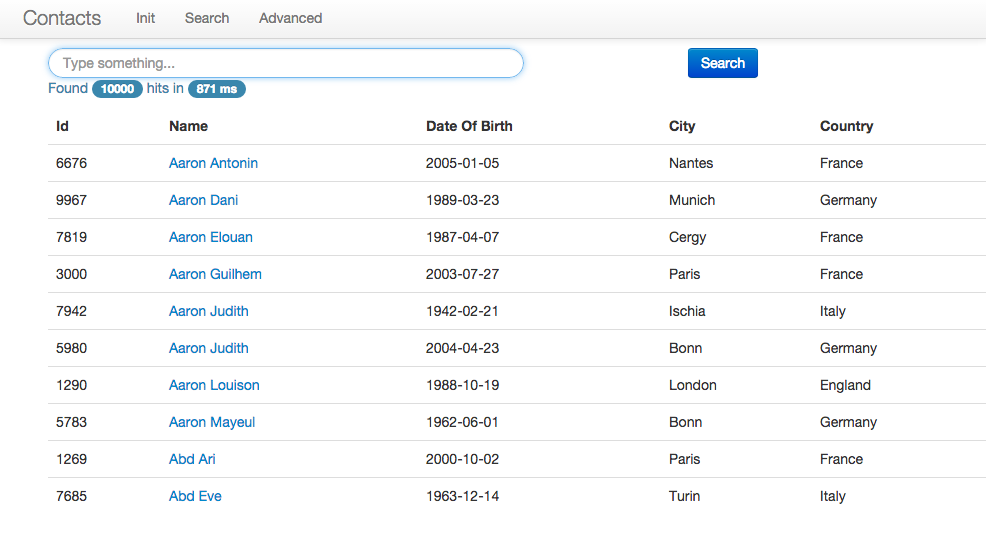 Contacts Init Search Advanced
Type something... Search
Found 10000 hits in 871 ms
Id Name Date Of Birth City Country
6676 Aaron Antonin 2005-01-05 Nantes France
9967 Aaron Dani 1989-03-23 Munich Germany
7819 Aaron Elouan 1987-04-07 Cergy France
3000 Aaron Guilhem 2003-07-27 Paris France
7942 Aaron Judith 1942-02-21 Ischia Italy
5980 Aaron Judith 2004-04-23 Bonn Germany
1290 Aaron Louison 1988-10-19 London England
5783 Aaron Mayeul 1962-06-01 Bonn Germany
1269 Abd Ari 2000-10-02 Paris France
7685 Abd Eve 1963-12-14 Turin Italy